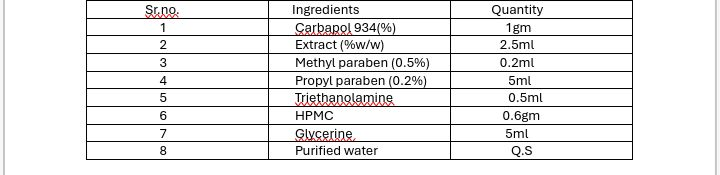 Sr.no. Ingredients Quantity
1 Carbapol 934(%) 1gm
2 Extract (%w/w) 2.5ml
3 Methyl paraben (0.5%) 0.2ml
4 Propyl paraben (0.2%) 5ml
5 Triethanolamine 0.5ml
6 HPMC 0.6gm
7 Glycerine 5ml
8 Purified water Q.S